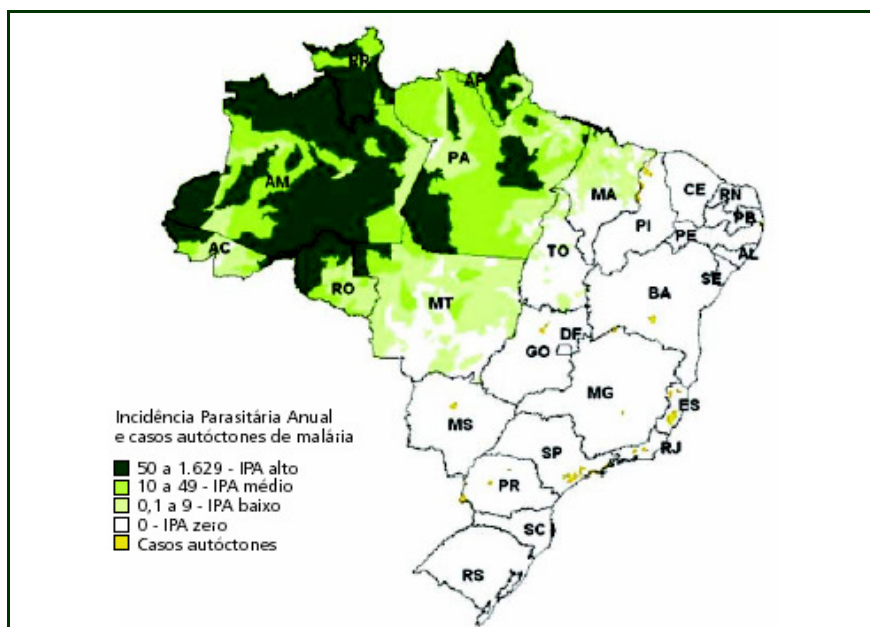 RR
AP
AM
PA
MA
CE
RN
PB
PI
PE
AL
SE
AC
TO
RO
MT
BA
DF
GO
MG
ES
MS
SP
RJ
PR
SC
RS
Incidência Parasitária Anual
e casos autóctones de malária
50 a 1.629 - IPA alto
10 a 49 - IPA médio
0,1 a 9 - IPA baixo
0 - IPA zero
Casos autóctones